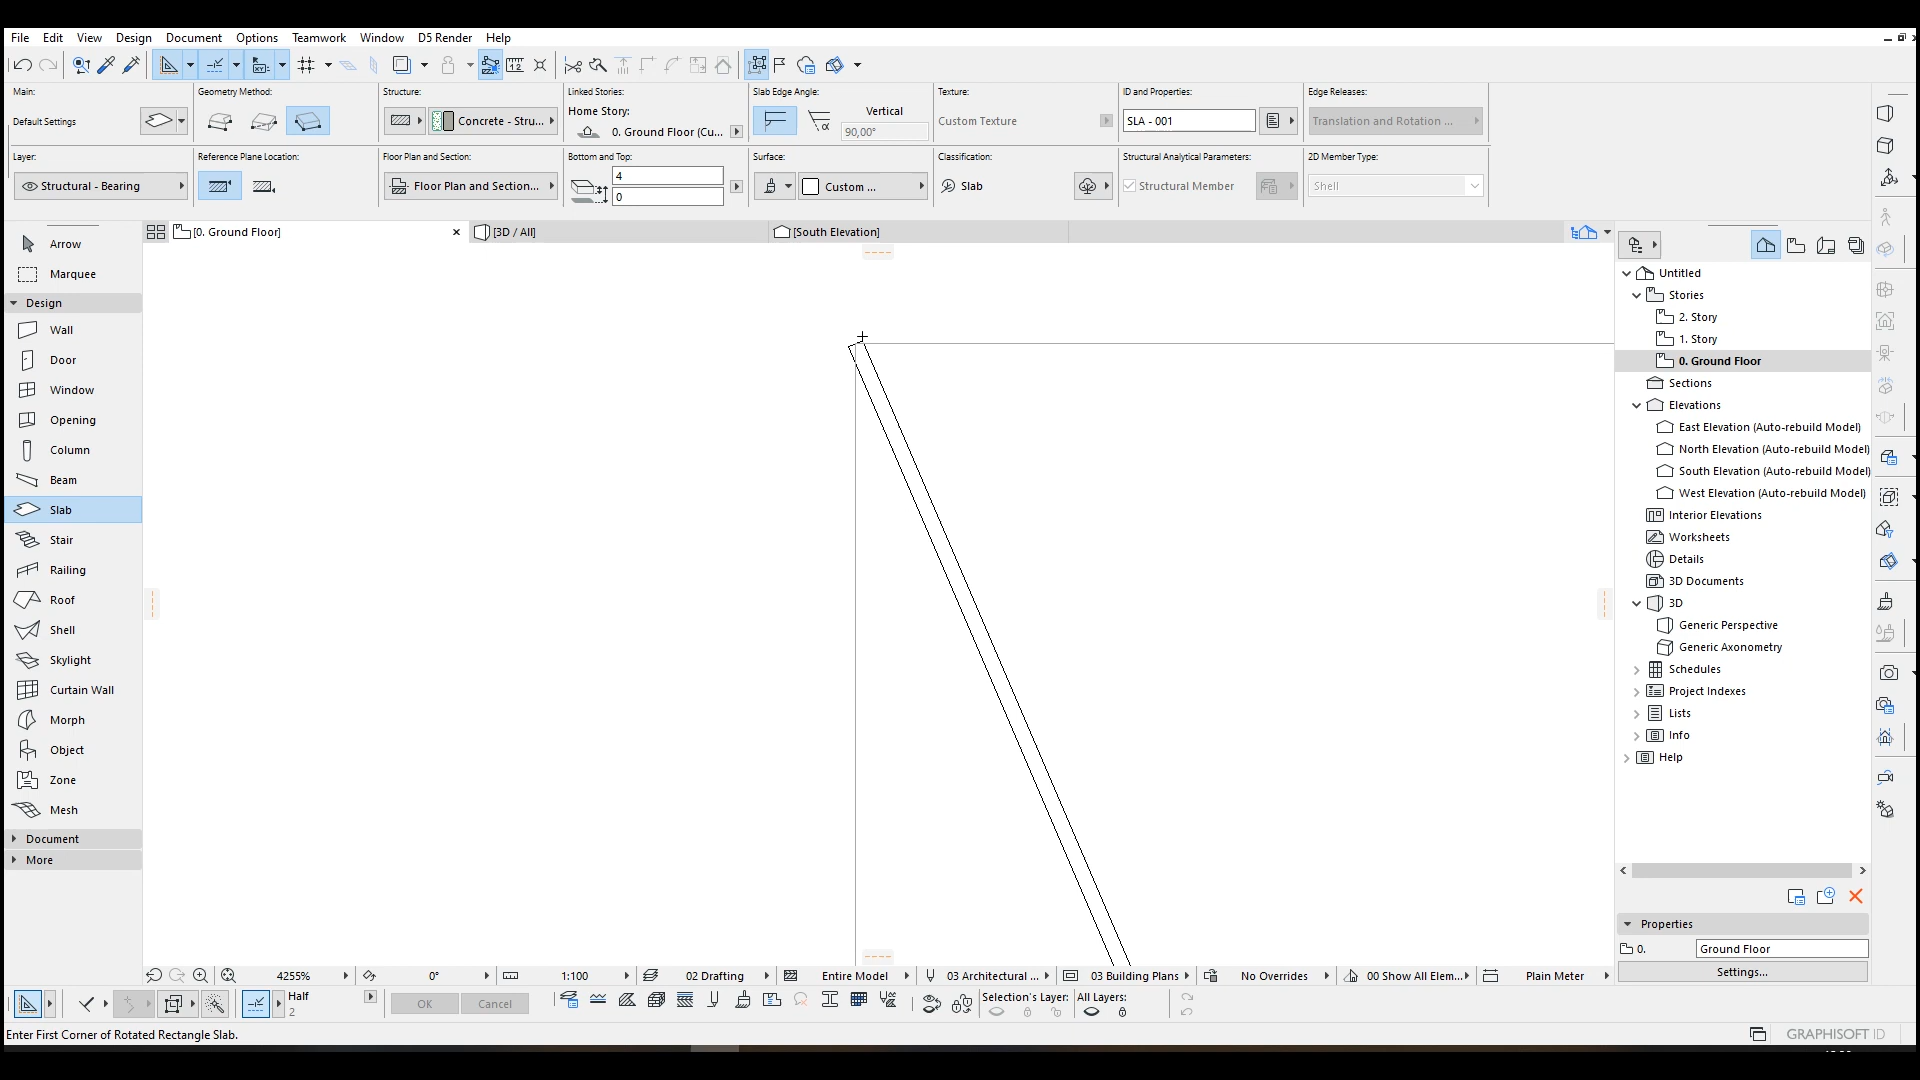 File Edit View Design Document Options Teamwork Window D5 Render Help
Main: Geometry Method: Structure: Linked Stories: Slab Edge Angle: Texture: ID and Properties: Edge Releases:
Default Settings Concrete - Stru... Home Story: Vertical Custom Texture SLA - 001 Translation and Rotation ...
0. Ground Floor (Cu... 90,00°
Layer: Reference Plane Location: Floor Plan and Section: Bottom and Top: Surface: Classification: Structural Analytical Parameters: 2D Member Type:
Structural - Bearing Floor Plan and Section... 4 Custom ... Slab Structural Member Shell
0
[0. Ground Floor] [3D / All] [South Elevation]
Arrow
Marquee
Design
Wall
Door
Window
Opening
Column
Beam
Slab
Stair
Railing
Roof
Shell
Skylight
Curtain Wall
Morph
Object
Zone
Mesh
Document
More
Untitled
Stories
2. Story
1. Story
0. Ground Floor
Sections
Elevations
East Elevation (Auto-rebuild Model)
North Elevation (Auto-rebuild Model)
South Elevation (Auto-rebuild Model)
West Elevation (Auto-rebuild Model)
Interior Elevations
Worksheets
Details
3D Documents
3D
Generic Perspective
Generic Axonometry
Schedules
Project Indexes
Lists
Info
Help
Properties
0. Ground Floor
Settings...
4255% 0° 1:100 02 Drafting Entire Model 03 Architectural ... 03 Building Plans No Overrides 00 Show All Elem... Plain Meter
Half
2
OK Cancel Selection's Layer: All Layers:
Enter First Corner of Rotated Rectangle Slab. GRAPHISOFT ID